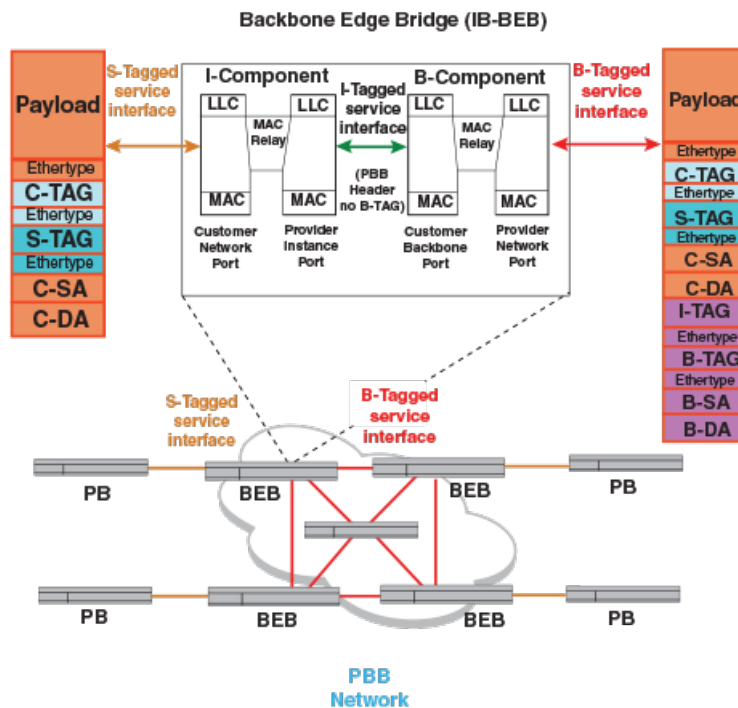 Backbone Edge Bridge (IB-BEB)
Payload
Ethertype
C-TAG
Ethertype
S-TAG
Ethertype
C-SA
C-DA
S-Tagged
service
interface
I-Component
LLC
LLC
MAC
Relay
MAC
MAC
Customer
Network
Port
Provider
Instance
Port
I-Tagged
service
interface
(PBB
Header
no B-TAG)
B-Component
LLC
LLC
MAC
Relay
MAC
MAC
Customer
Backbone
Port
Provider
Network
Port
B-Tagged
service
interface
Payload
Ethertype
C-TAG
Ethertype
S-TAG
Ethertype
C-SA
C-DA
I-TAG
Ethertype
B-TAG
Ethertype
B-SA
B-DA
S-Tagged
service
interface
B-Tagged
service
interface
PB
BEB
BEB
PB
PB
BEB
BEB
PB
PBB
Network